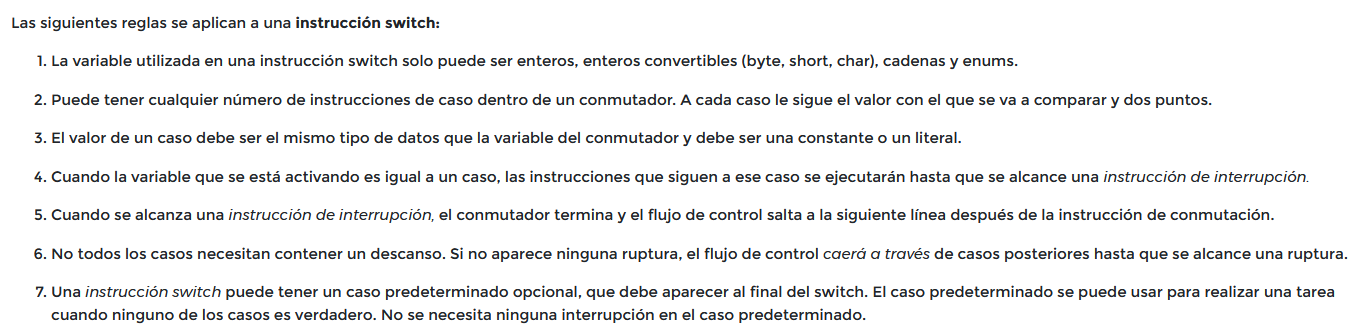 Las siguientes reglas se aplican a una instrucción switch:
1. La variable utilizada en una instrucción switch solo puede ser enteros, enteros convertibles (byte, short, char), cadenas y enums.
2. Puede tener cualquier número de instrucciones de caso dentro de un conmutador. A cada caso le sigue el valor con el que se va a comparar y dos puntos.
3. El valor de un caso debe ser el mismo tipo de datos que la variable del conmutador y debe ser una constante o un literal.
4. Cuando la variable que se está activando es igual a un caso, las instrucciones que siguen a ese caso se ejecutarán hasta que se alcance una instrucción de interrupción.
5. Cuando se alcanza una instrucción de interrupción, el conmutador termina y el flujo de control salta a la siguiente línea después de la instrucción de conmutación.
6. No todos los casos necesitan contener un descanso. Si no aparece ninguna ruptura, el flujo de control caerá a través de casos posteriores hasta que se alcance una ruptura.
7. Una instrucción switch puede tener un caso predeterminado opcional, que debe aparecer al final del switch. El caso predeterminado se puede usar para realizar una tarea
cuando ninguno de los casos es verdadero. No se necesita ninguna interrupción en el caso predeterminado.